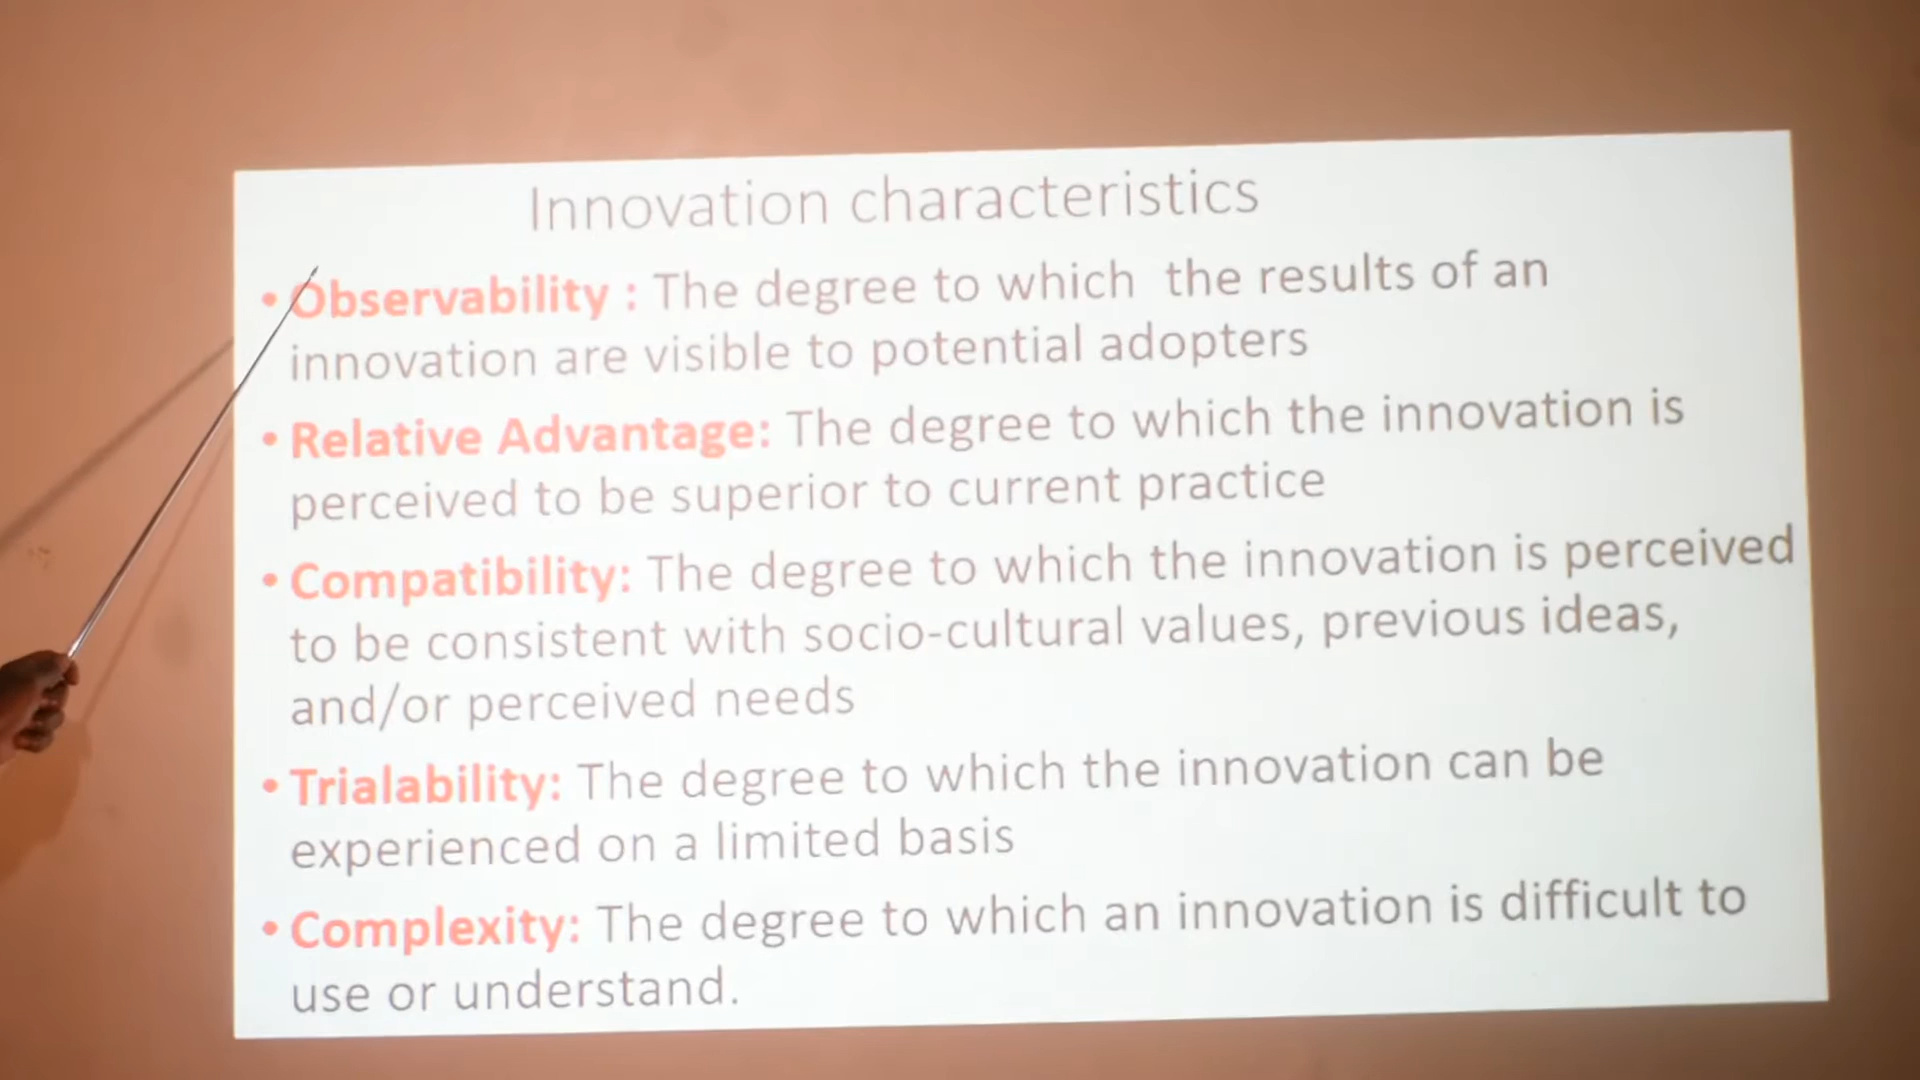 Innovation characteristics
• Observability : The degree to which the results of an
innovation are visible to potential adopters
• Relative Advantage: The degree to which the innovation is
perceived to be superior to current practice
• Compatibility: The degree to which the innovation is perceived
to be consistent with socio-cultural values, previous ideas,
and/or perceived needs
• Trialability: The degree to which the innovation can be
experienced on a limited basis
• Complexity: The degree to which an innovation is difficult to
use or understand.